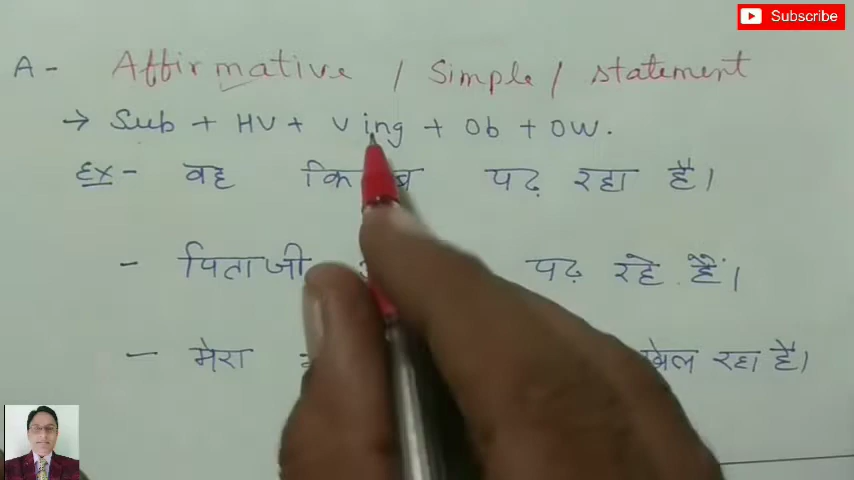 Subscribe
A - Affirmative / Simple / statement
→ Sub + HV + V ing + Ob + OW.
Ex - वह पढ़ रहा है।
- पिताजी पढ़ रहे हैं।
- मेरा खेल रहा है।